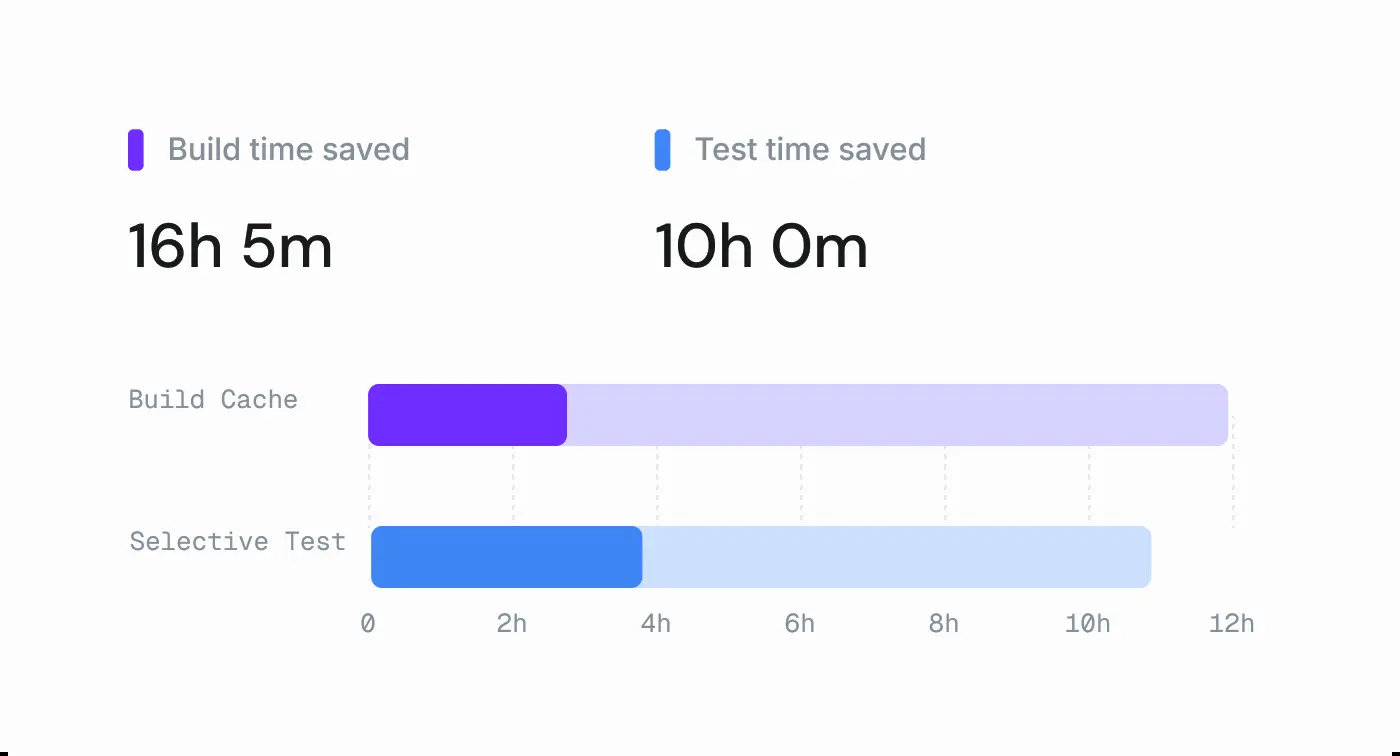 Build time saved
Test time saved
16h 5m
10h 0m
Build Cache
Selective Test
0 2h 4h 6h 8h 10h 12h